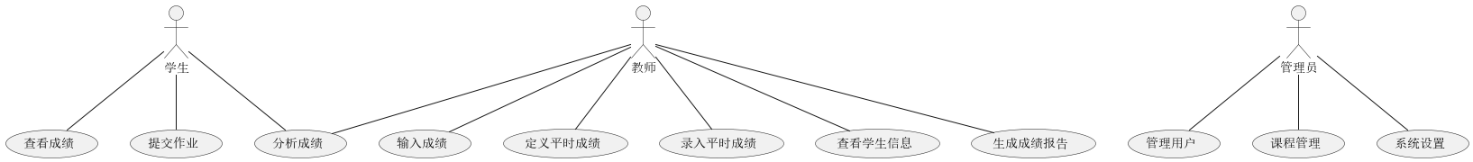 学生
教师
管理员
查看成绩
提交作业
分析成绩
输入成绩
定义平时成绩
录入平时成绩
查看学生信息
生成成绩报告
管理用户
课程管理
系统设置